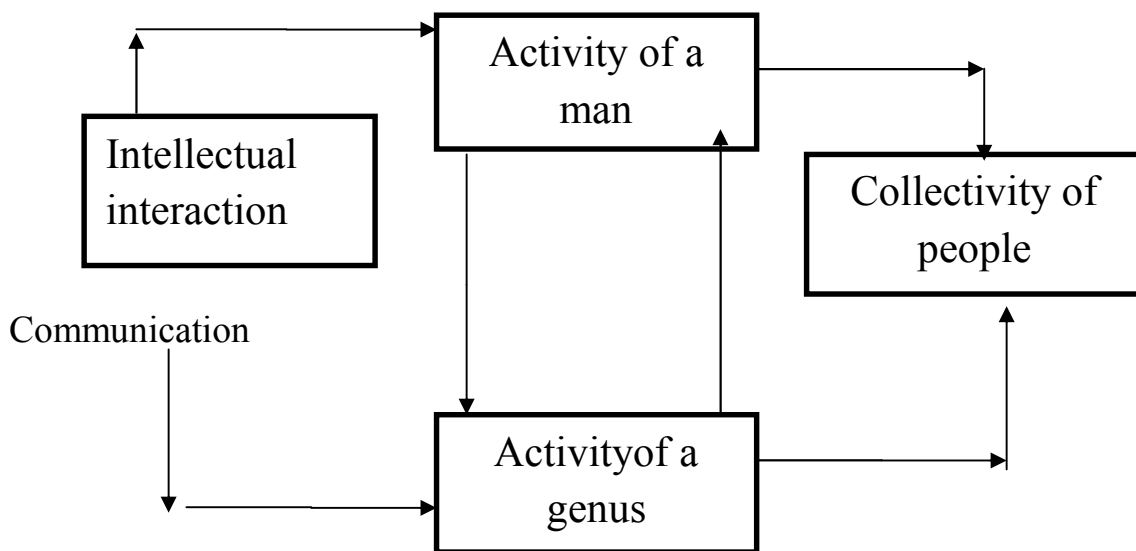 Activity of a
man
Intellectual
interaction
Collectivity of
people
Communication
Activityof a
genus